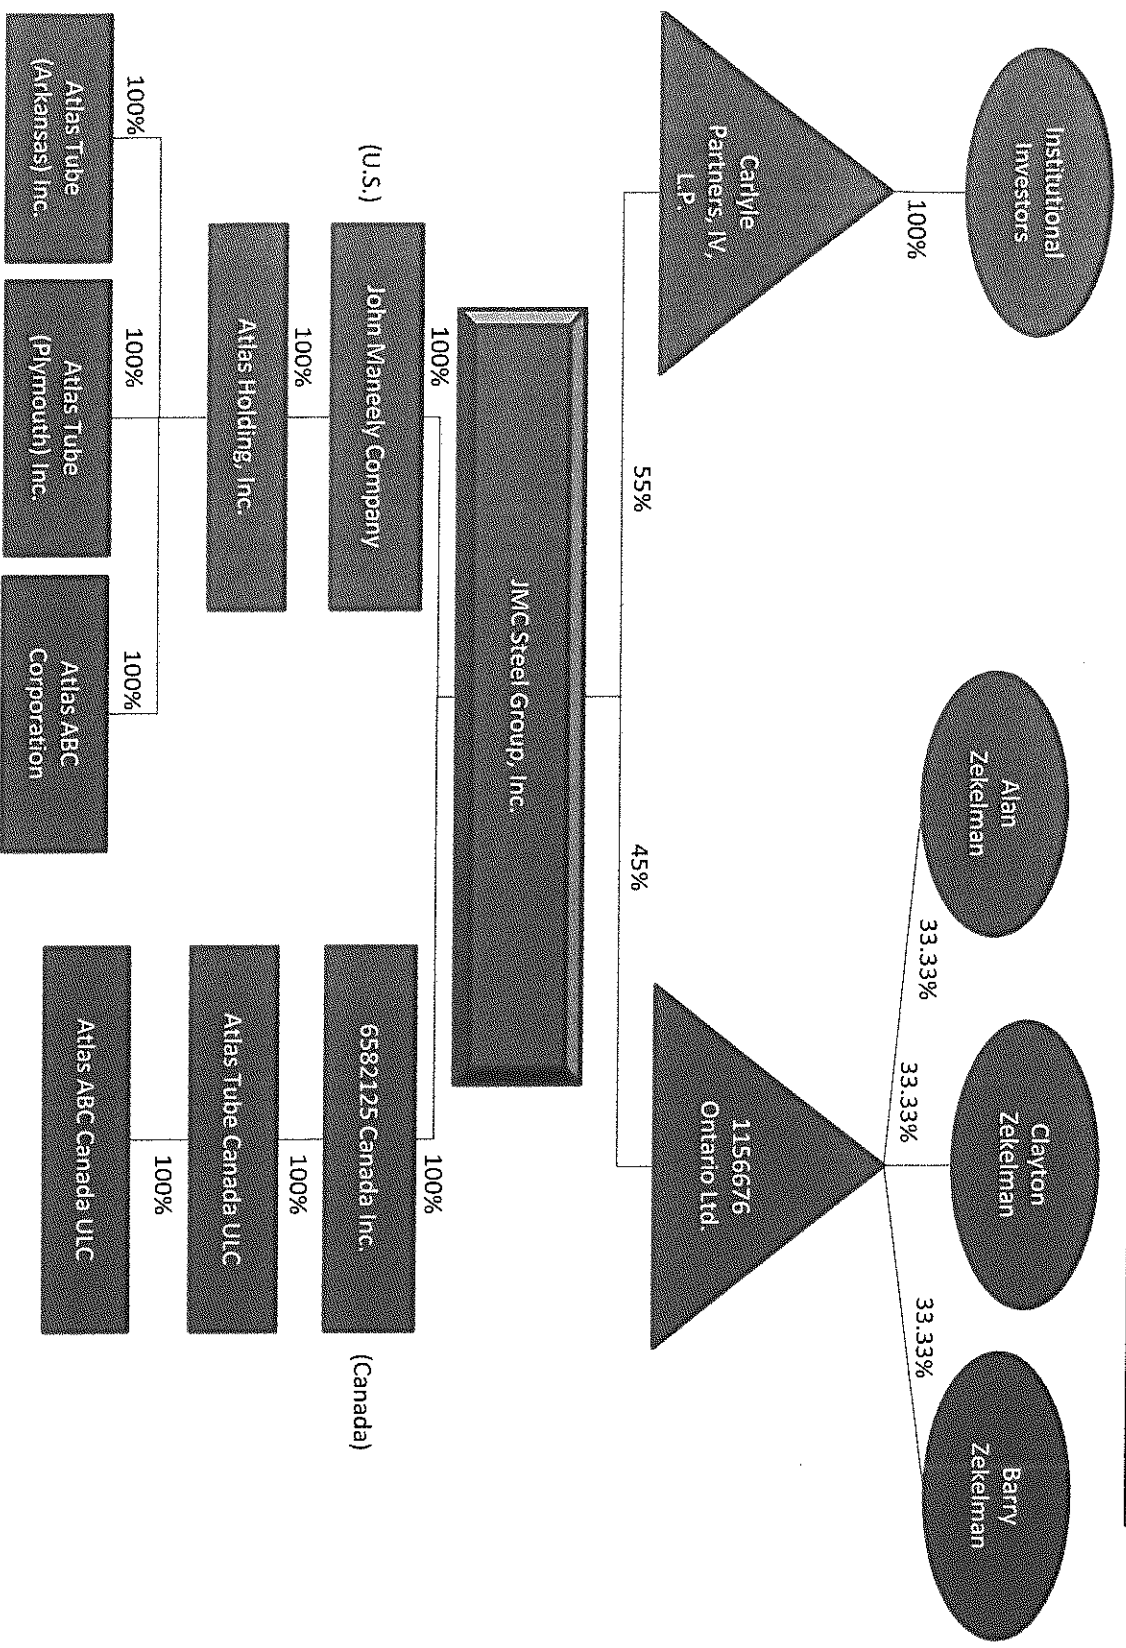 Institutional
Investors
100%
Carlyle
Partners, IV,
L.P.
Alan
Zekelman
Clayton
Zekelman
Barry
Zekelman
33.33%
33.33%
33.33%
1156676
Ontario Ltd.
55%
45%
JMC Steel Group, Inc.
100%
100%
(U.S.)
John Maneely Company
6582125 Canada Inc.
(Canada)
100%
100%
Atlas Holding, Inc.
Atlas Tube Canada ULC
100%
100%
100%
100%
Atlas Tube
(Arkansas) Inc.
Atlas Tube
(Plymouth) Inc.
Atlas ABC
Corporation
Atlas ABC Canada ULC